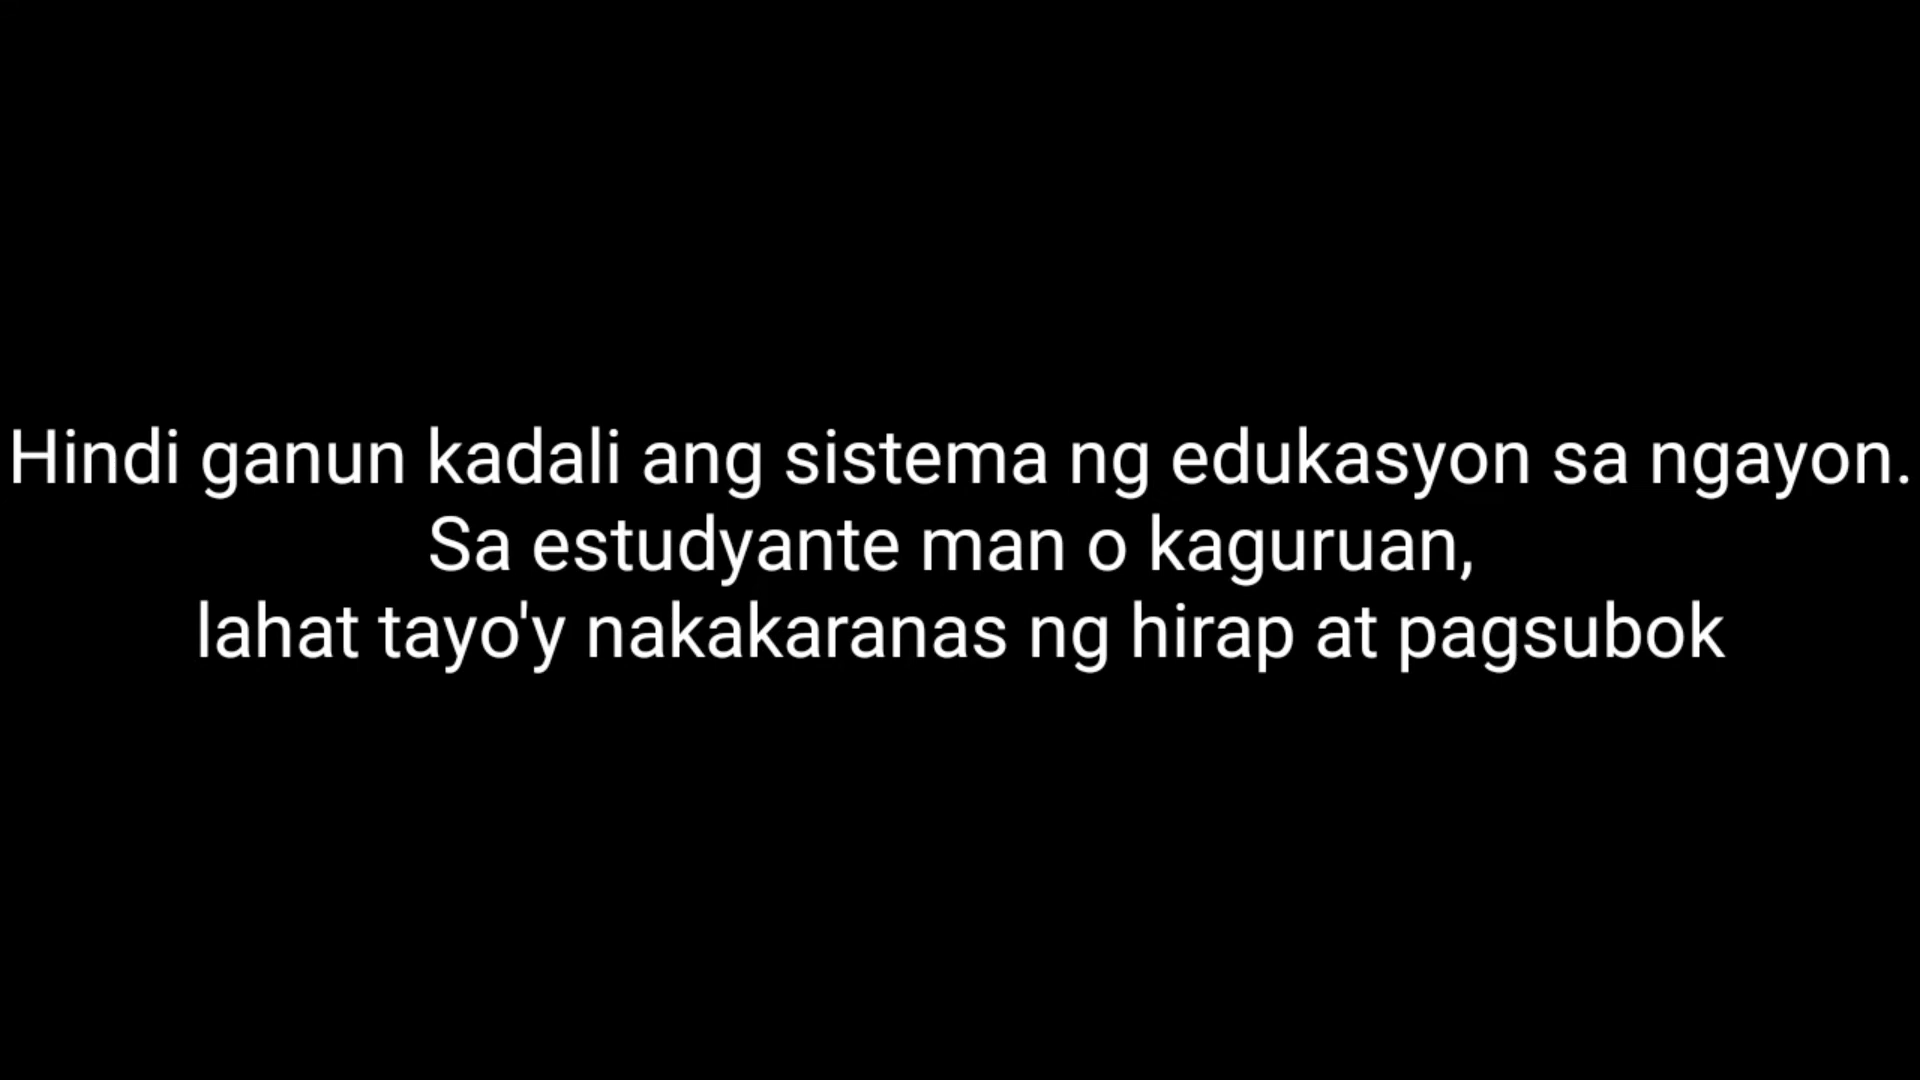 Hindi ganun kadali ang sistema ng edukasyon sa ngayon.
Sa estudyante man o kaguruan,
lahat tayo'y nakakaranas ng hirap at pagsubok